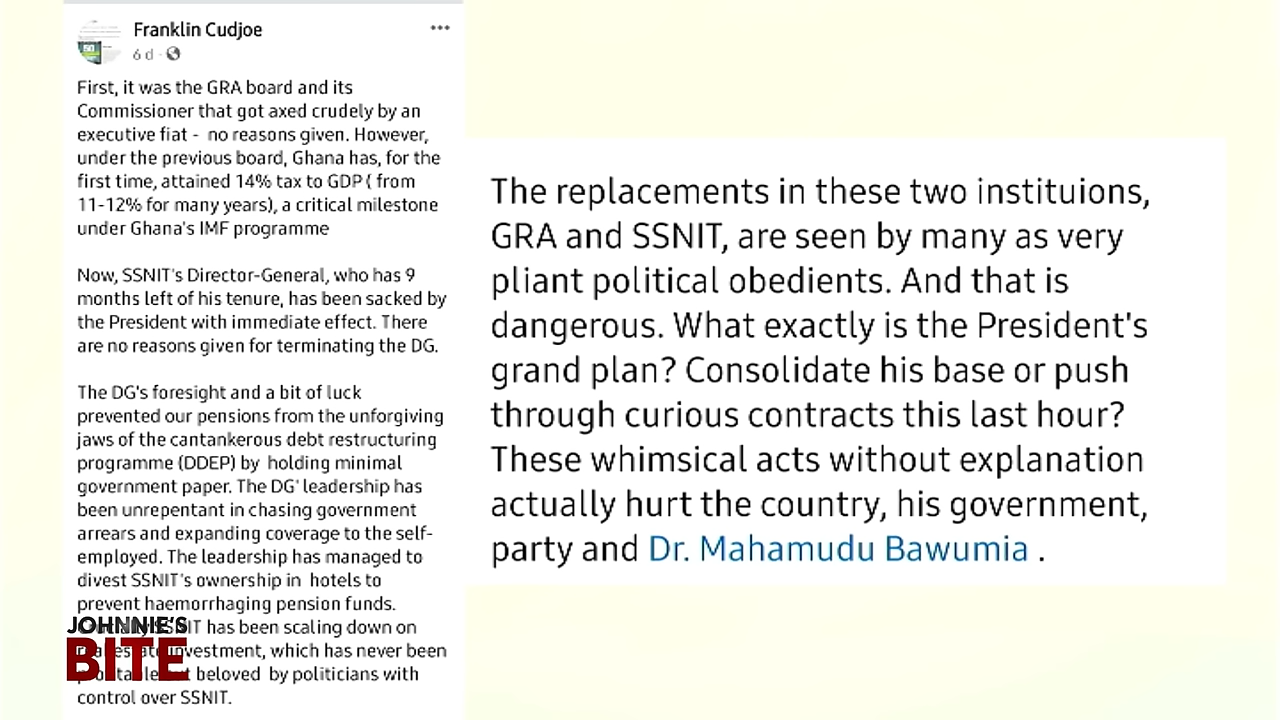 Franklin Cudjoe
6 d ·
First, it was the GRA board and its
Commissioner that got axed crudely by an
executive fiat -  no reasons given. However,
under the previous board, Ghana has, for the
first time, attained 14% tax to GDP ( from
11-12% for many years), a critical milestone
under Ghana's IMF programme
Now, SSNIT's Director-General, who has 9
months left of his tenure, has been sacked by
the President with immediate effect. There
are no reasons given for terminating the DG.
The DG's foresight and a bit of luck
prevented our pensions from the unforgiving
jaws of the cantankerous debt restructuring
programme (DDEP) by  holding minimal
government paper. The DG' leadership has
been unrepentant in chasing government
arrears and expanding coverage to the self-
employed. The leadership has managed to
divest SSNIT's ownership in  hotels to
prevent haemorrhaging pension funds.
has been scaling down on
investment, which has never been
beloved  by politicians with
control over SSNIT.
JOHNNIE'S
BITE
The replacements in these two instituions,
GRA and SSNIT, are seen by many as very
pliant political obedients. And that is
dangerous. What exactly is the President's
grand plan? Consolidate his base or push
through curious contracts this last hour?
These whimsical acts without explanation
actually hurt the country, his government,
party and Dr. Mahamudu Bawumia .